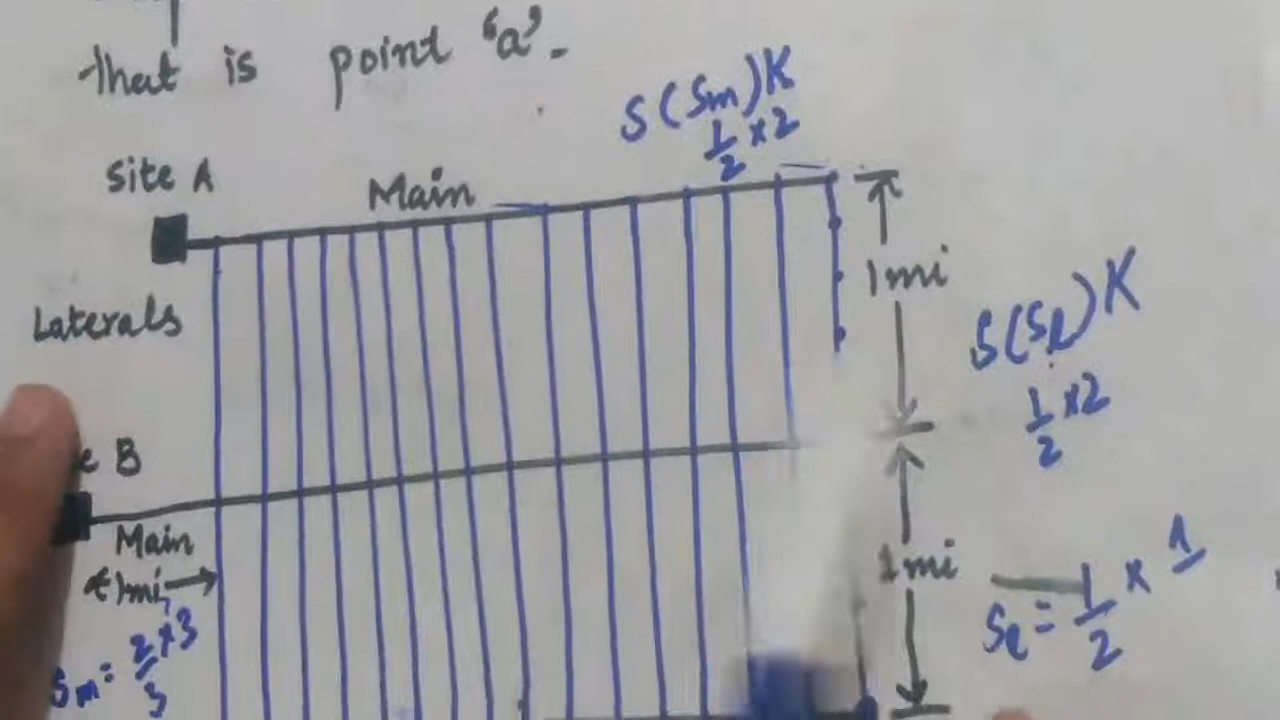 that is point 'a'.
S(Sm)K
1/2 x 2
Site A
Main
1mi
Laterals
S(Sl)K
1/2 x 2
e B
Main
1mi
1mi
Sl = 1/2 x 1
Sm = 2/3 x 3